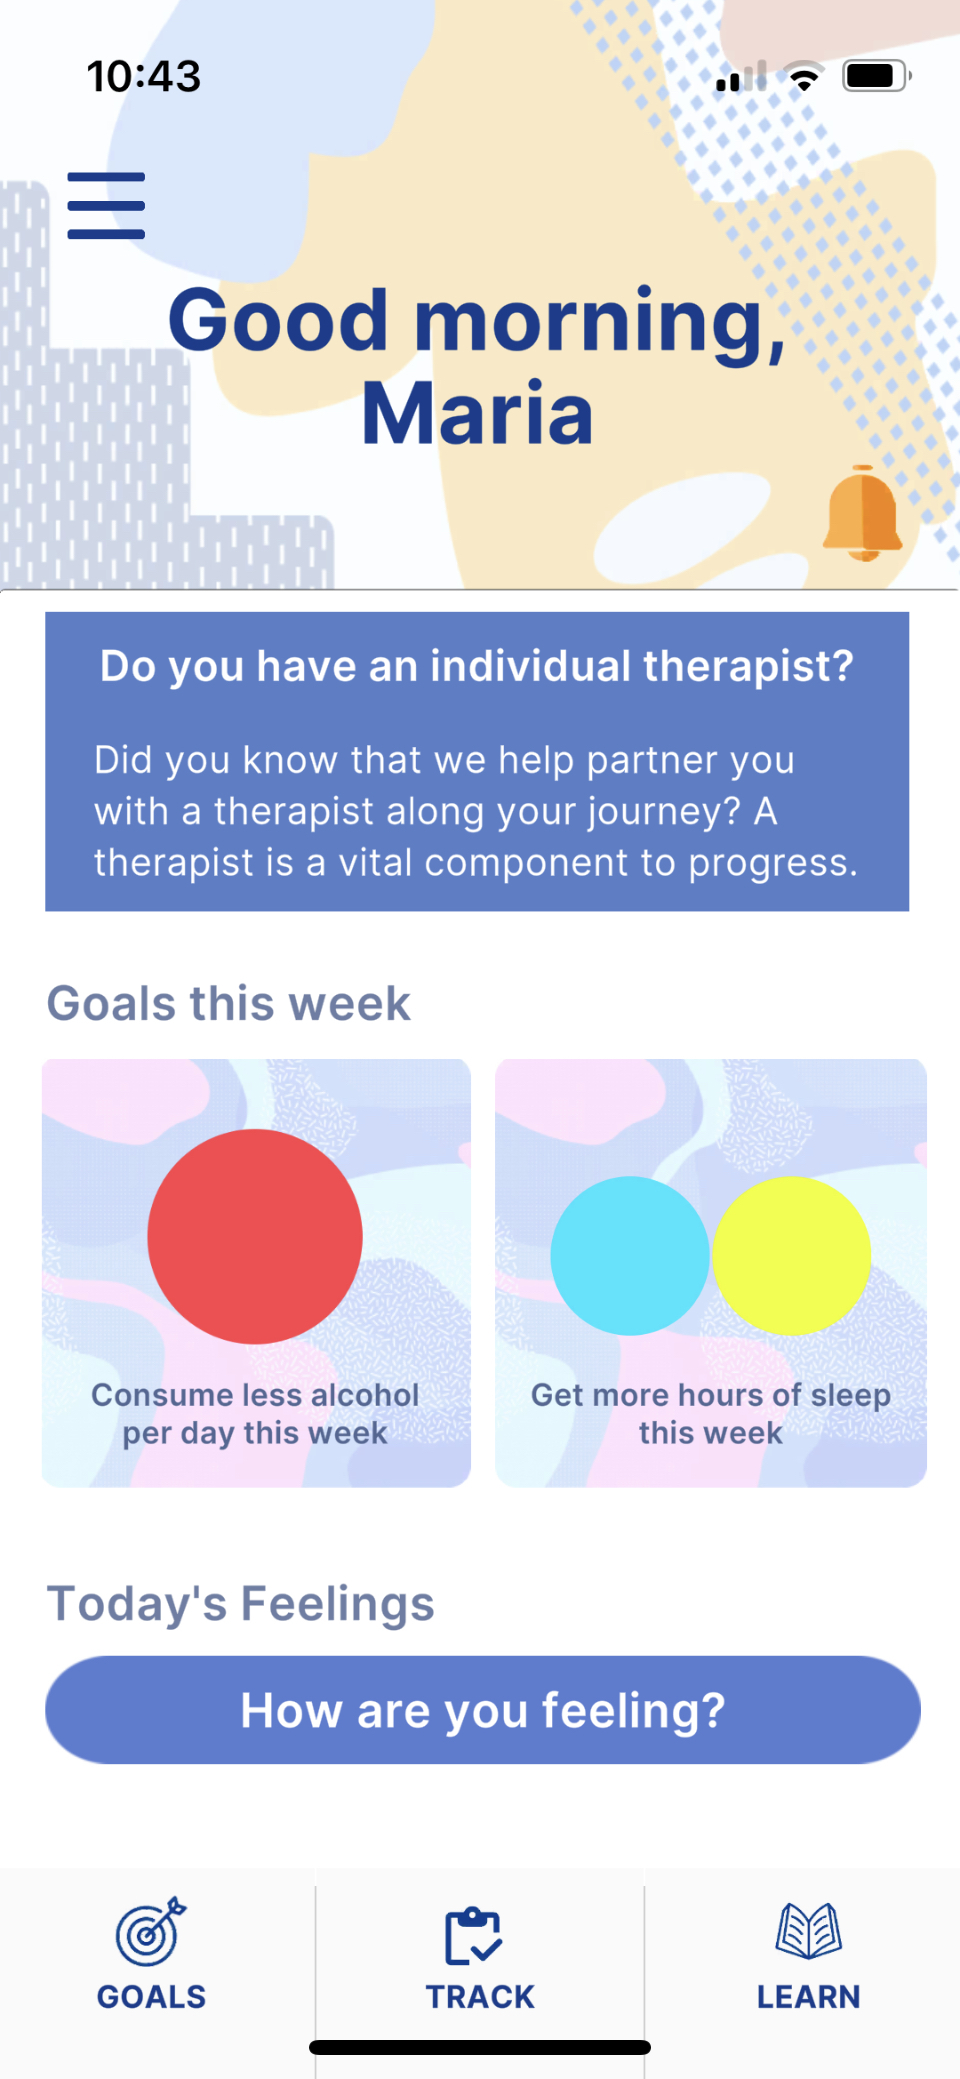 10:43
Good morning,
Maria
Do you have an individual therapist?
Did you know that we help partner you
with a therapist along your journey? A
therapist is a vital component to progress.
Goals this week
Consume less alcohol
per day this week
Get more hours of sleep
this week
Today's Feelings
How are you feeling?
GOALS
TRACK
LEARN